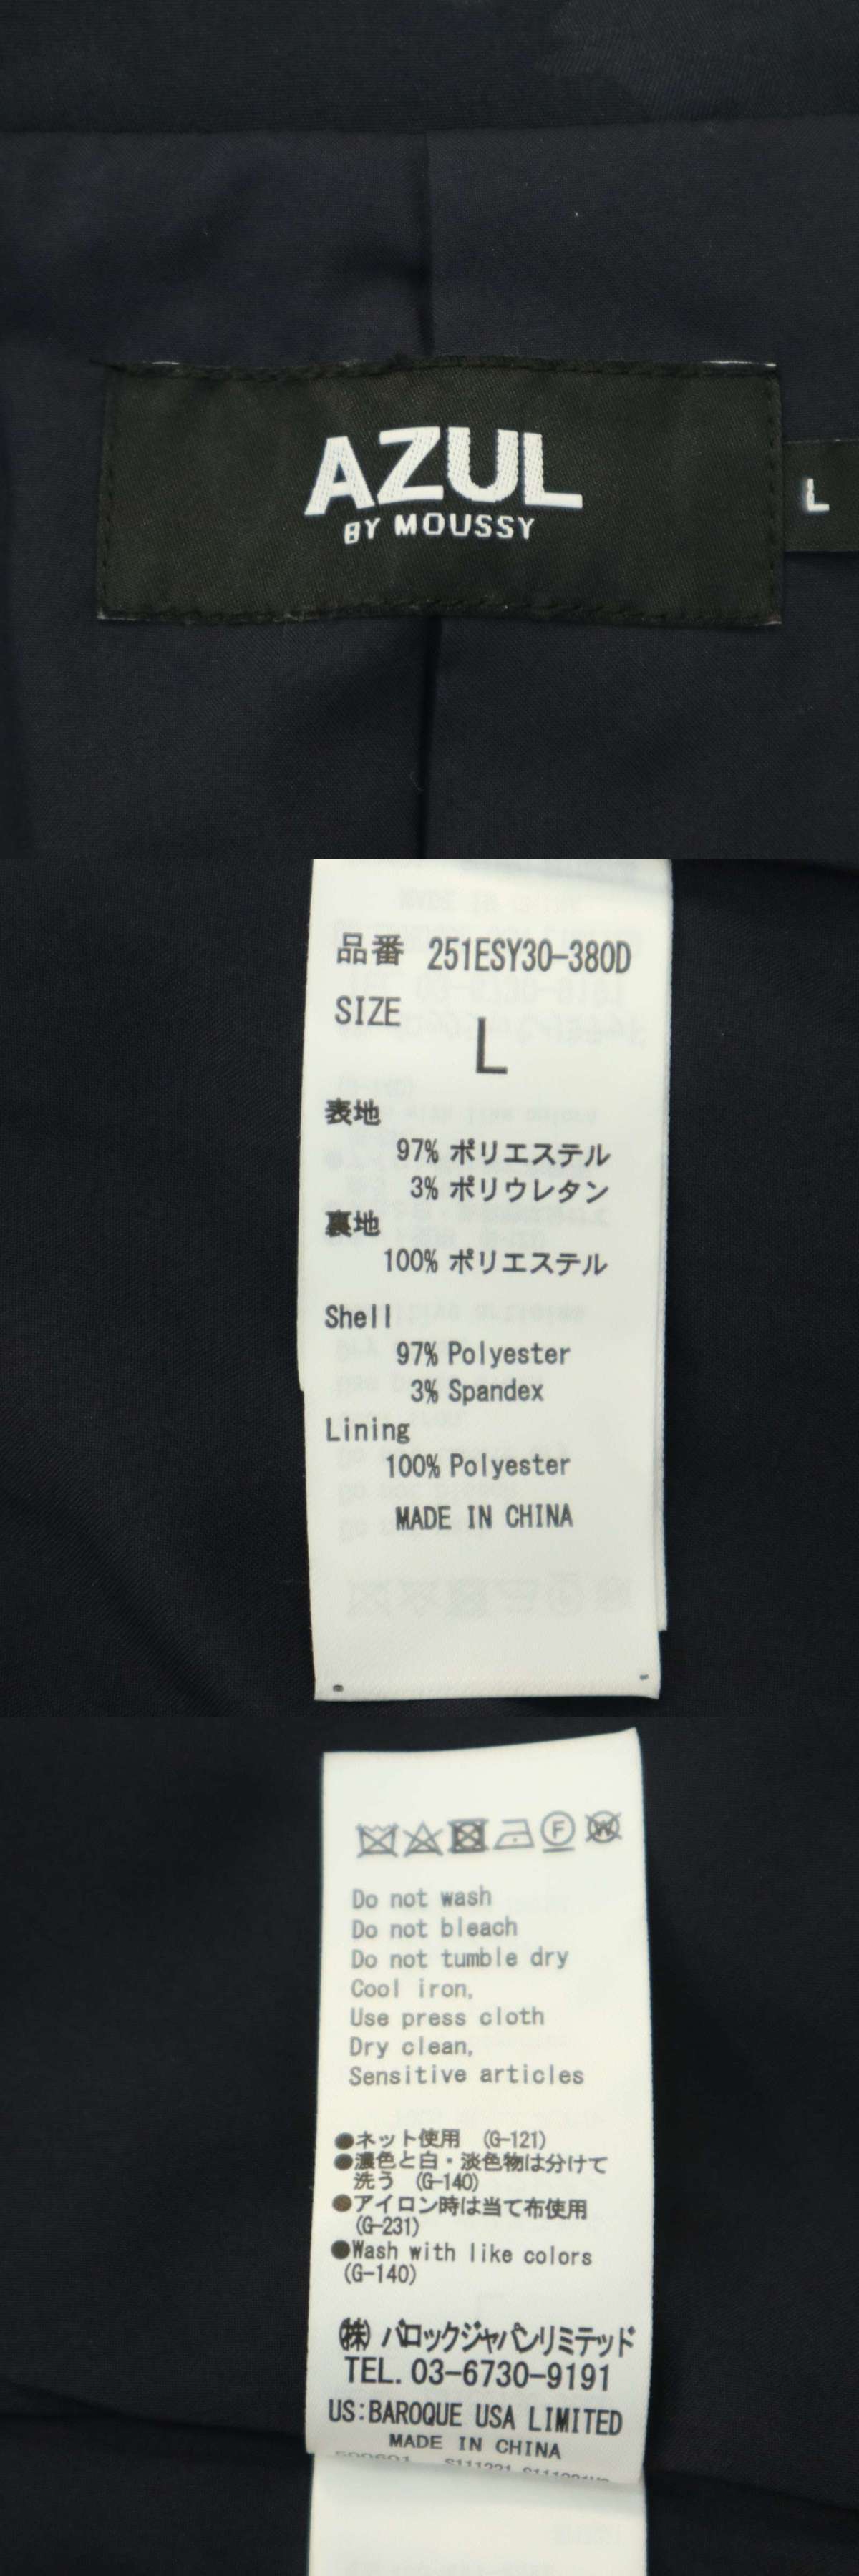 AZUL
BY MOUSSY
L
品番 251ESY30-380D
SIZE
L
表地
97% ポリエステル
3% ポリウレタン
裏地
100% ポリエステル
Shell
97% Polyester
3% Spandex
Lining
100% Polyester
MADE IN CHINA
F
W
Do not wash
Do not bleach
Do not tumble dry
Cool iron,
Use press cloth
Dry clean,
Sensitive articles
●ネット使用 (G-121)
●濃色と白・淡色物は分けて
洗う (G-140)
●アイロン時は当て布使用
(G-231)
●Wash with like colors
(G-140)
㈱ バロックジャパンリミテッド
TEL. 03-6730-9191
US:BAROQUE USA LIMITED
MADE IN CHINA